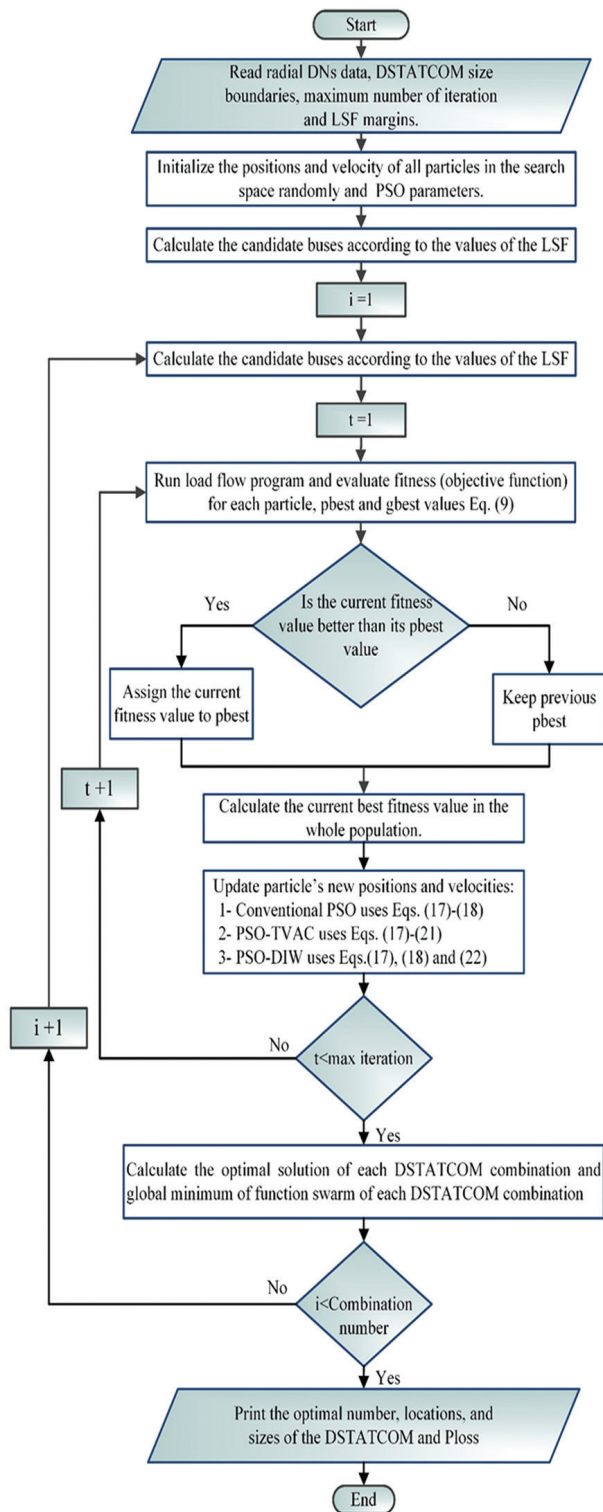 Start
Read radial DNs data, DSTATCOM size
boundaries, maximum number of iteration
and LSF margins.
Initialize the positions and velocity of all particles in the search
space randomly and PSO parameters.
Calculate the candidate buses according to the values of the LSF
i =1
Calculate the candidate buses according to the values of the LSF
t =1
Run load flow program and evaluate fitness (objective function)
for each particle, pbest and gbest values Eq. (9)
Is the current fitness
value better than its pbest
value
Yes
No
Assign the current
fitness value to pbest
Keep previous
pbest
t +1
Calculate the current best fitness value in the
whole population.
Update particle's new positions and velocities:
1- Conventional PSO uses Eqs. (17)-(18)
2- PSO-TVAC uses Eqs. (17)-(21)
3- PSO-DIW uses Eqs.(17), (18) and (22)
i +1
No
t<max iteration
Yes
Calculate the optimal solution of each DSTATCOM combination and
global minimum of function swarm of each DSTATCOM combination
No
i<Combination
number
Yes
Print the optimal number, locations, and
sizes of the DSTATCOM and Ploss
End